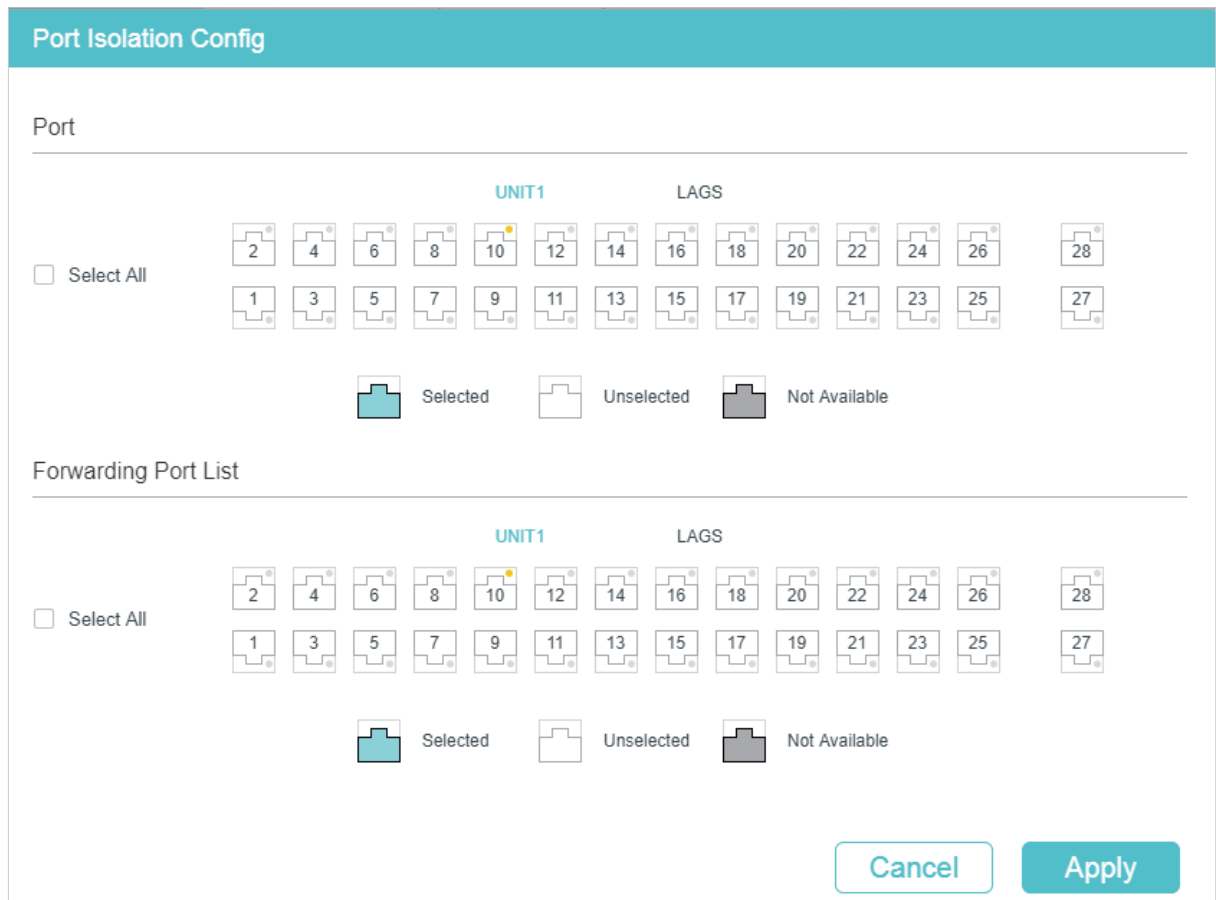 Port Isolation Config
Port
UNIT1 LAGS
2 4 6 8 10 12 14 16 18 20 22 24 26 28
Select All
1 3 5 7 9 11 13 15 17 19 21 23 25 27
Selected Unselected Not Available
Forwarding Port List
UNIT1 LAGS
2 4 6 8 10 12 14 16 18 20 22 24 26 28
Select All
1 3 5 7 9 11 13 15 17 19 21 23 25 27
Selected Unselected Not Available
Cancel Apply